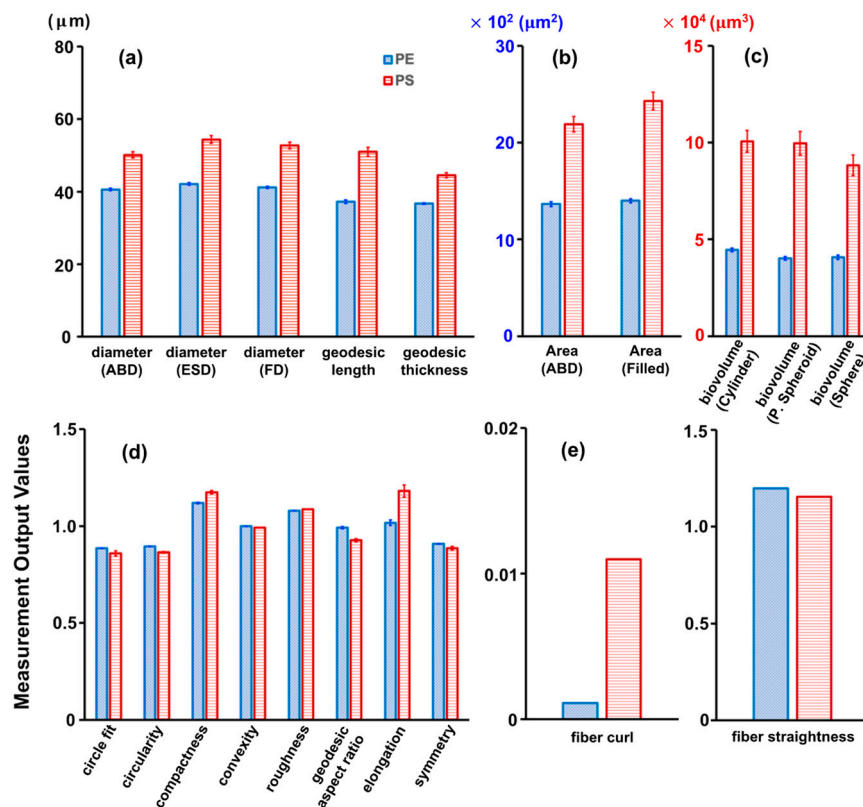 (μm)
80
60
40
20
0
(a)
PE
PS
diameter
(ABD)
diameter
(ESD)
diameter
(FD)
geodesic
length
geodesic
thickness
× 10² (μm²)
30
20
10
0
(b)
Area
(ABD)
Area
(Filled)
× 10⁴ (μm³)
15
10
5
0
(c)
biovolume
(Cylinder)
biovolume
(P. Spheroid)
biovolume
(Sphere)
Measurement Output Values
1.5
1.0
0.5
0
(d)
circle fit
circularity
compactness
convexity
roughness
geodesic
aspect ratio
elongation
symmetry
0.02
0.01
0
(e)
fiber curl
1.5
1.0
0.5
0
fiber straightness